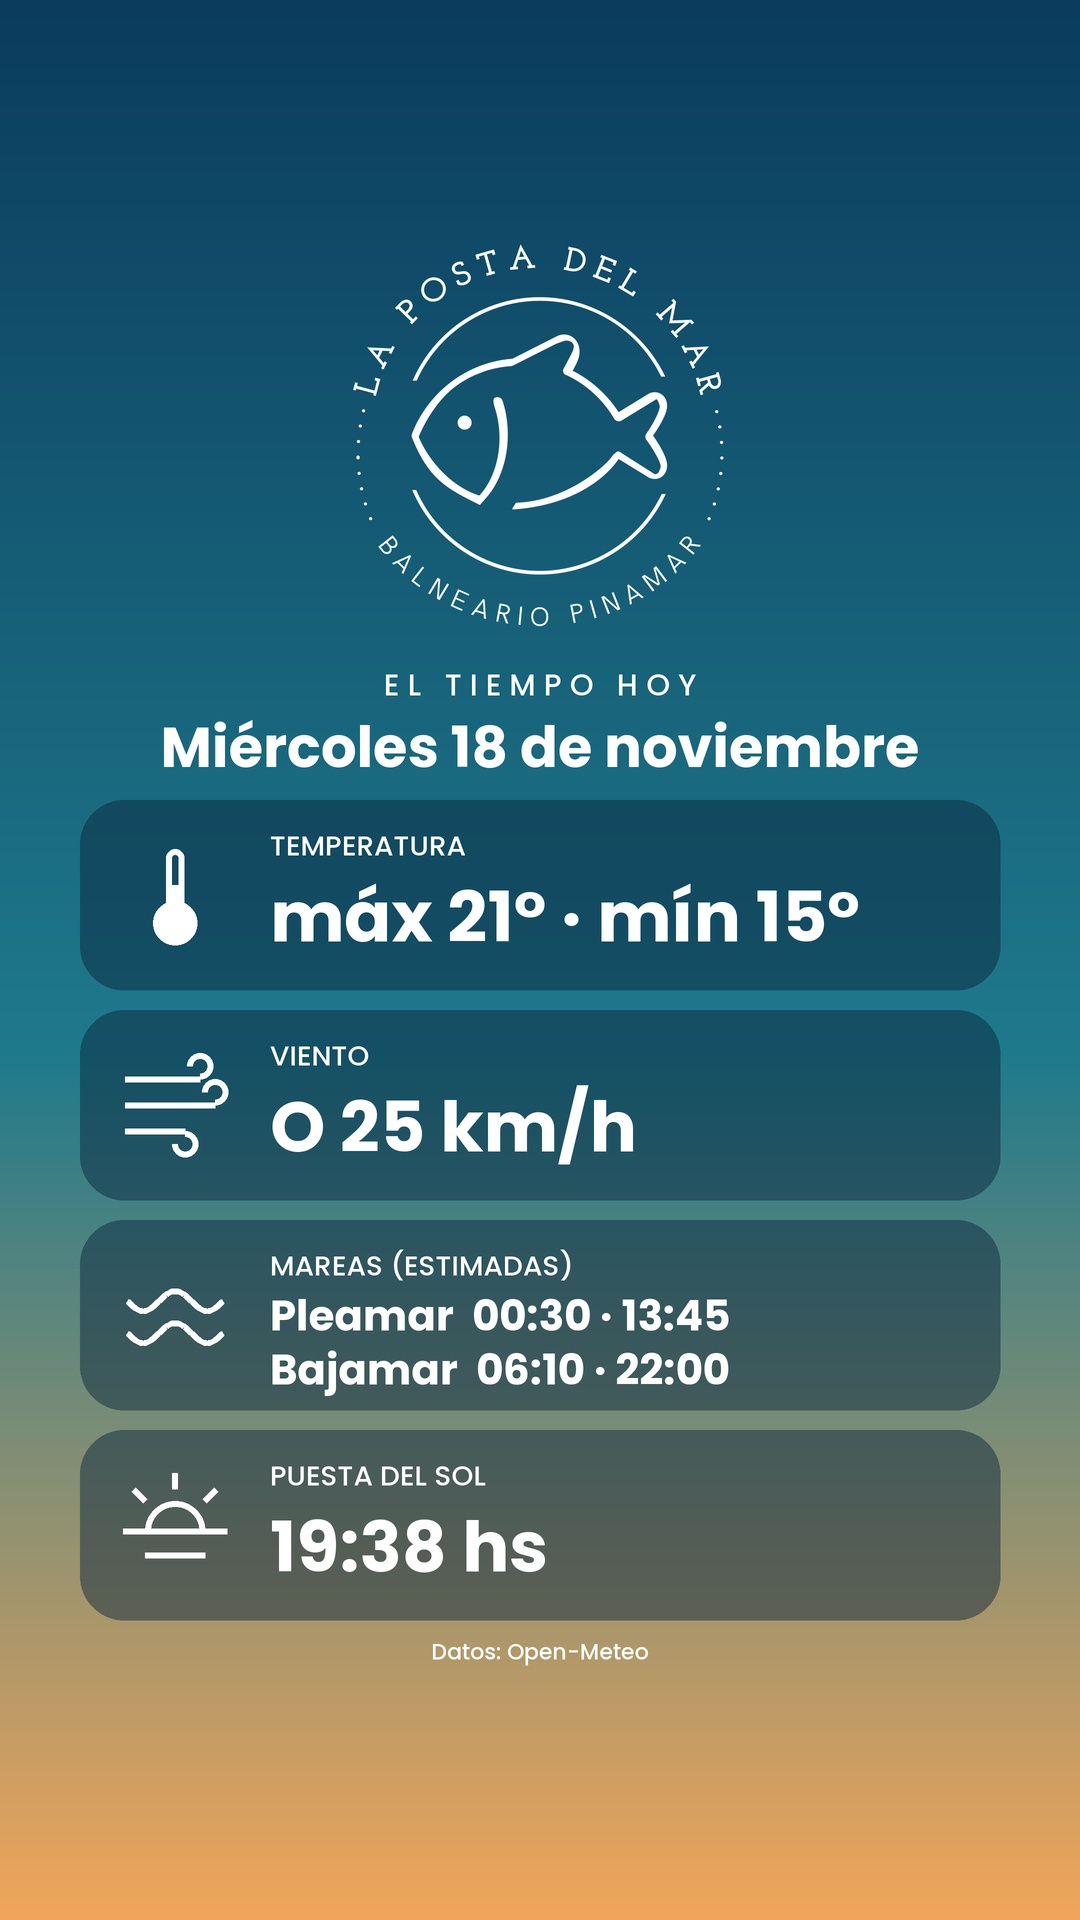 LA POSTA DEL MAR
BALNEARIO PINAMAR
EL TIEMPO HOY
Miércoles 18 de noviembre
TEMPERATURA
máx 21° · mín 15°
VIENTO
O 25 km/h
MAREAS (ESTIMADAS)
Pleamar 00:30 · 13:45
Bajamar 06:10 · 22:00
PUESTA DEL SOL
19:38 hs
Datos: Open-Meteo